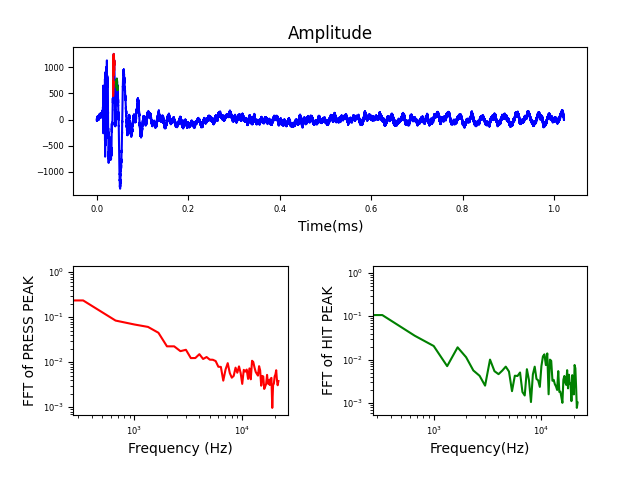 Amplitude
1000
500
0
−500
−1000
0.0 0.2 0.4 0.6 0.8 1.0
Time(ms)
FFT of PRESS PEAK
10⁰
10⁻¹
10⁻²
10⁻³
10³ 10⁴
Frequency (Hz)
FFT of HIT PEAK
10⁰
10⁻¹
10⁻²
10⁻³
10³ 10⁴
Frequency(Hz)